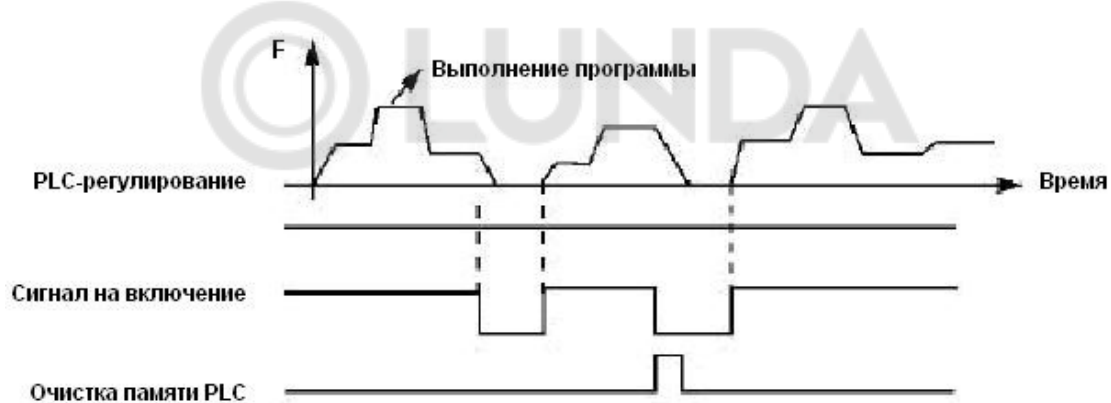 LUNDA
F
Выполнение программы
PLC-регулирование
Время
Сигнал на включение
Очистка памяти PLC